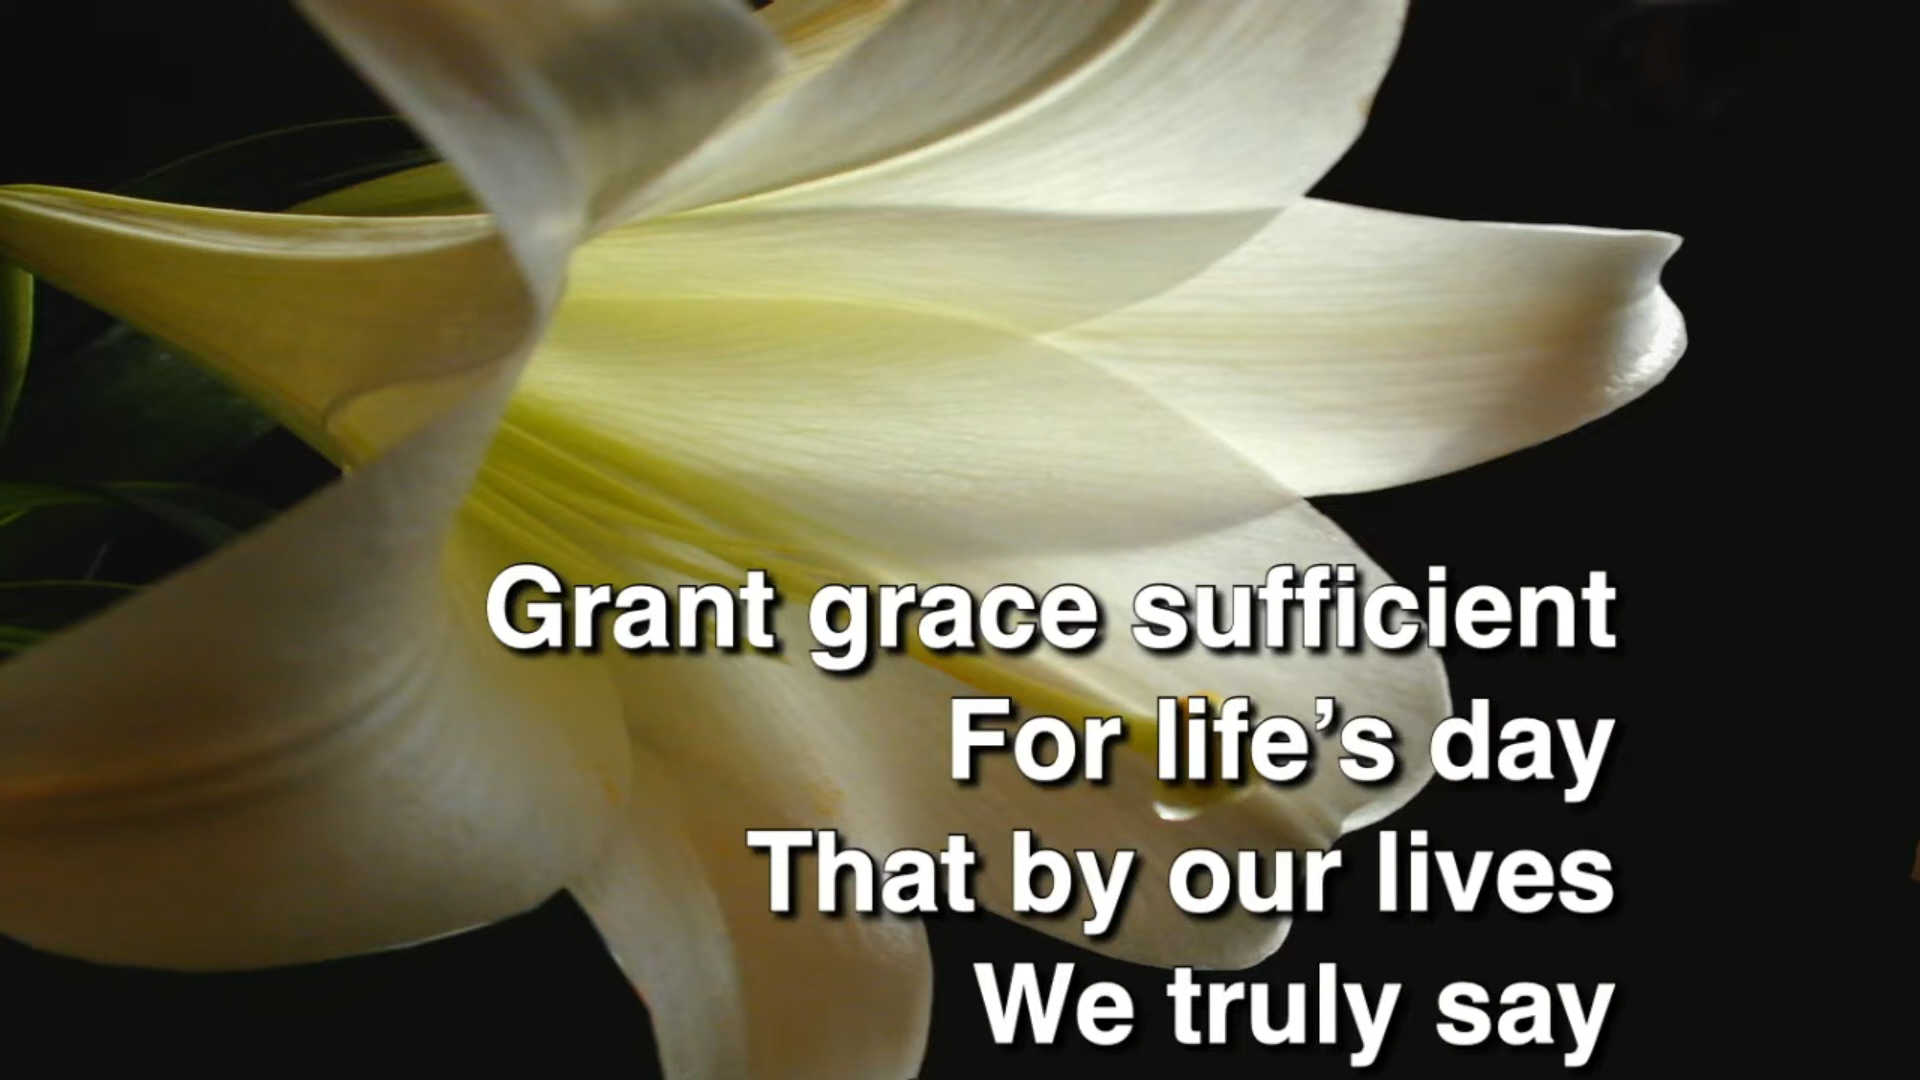 Grant grace sufficient
For life’s day
That by our lives
We truly say